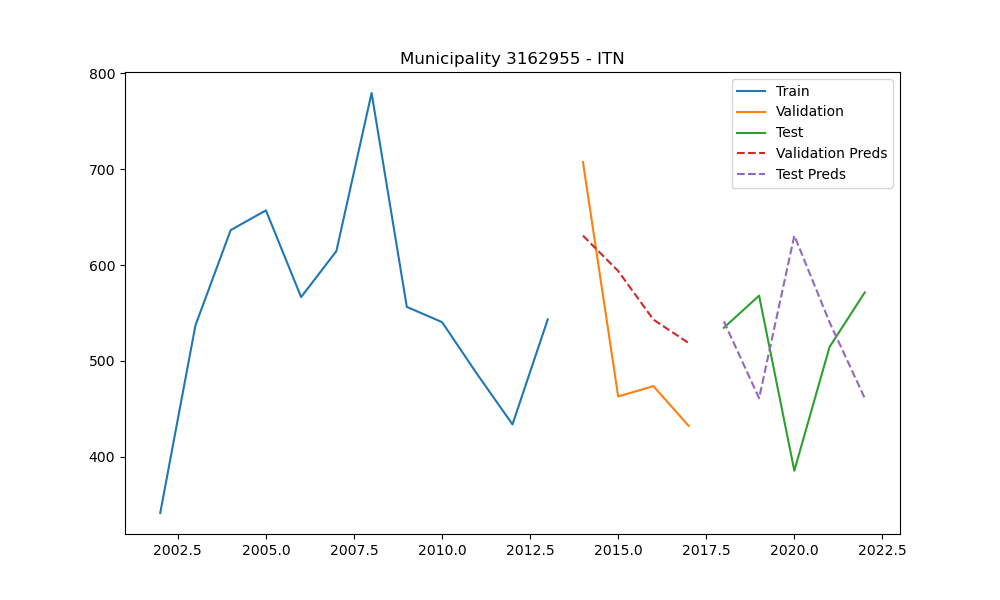 Municipality 3162955 - ITN
800
700
600
500
400
2002.5 2005.0 2007.5 2010.0 2012.5 2015.0 2017.5 2020.0 2022.5
Train
Validation
Test
Validation Preds
Test Preds